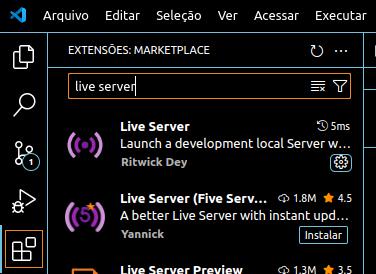 Arquivo Editar Seleção Ver Acessar Executar
EXTENSÕES: MARKETPLACE
live server
Live Server 5ms
Launch a development local Server w...
Ritwick Dey
1
Live Server (Five Serv... 1.8M 4.5
A better Live Server with instant upd...
Yannick Instalar
Live Server Preview 1.3M 3.5